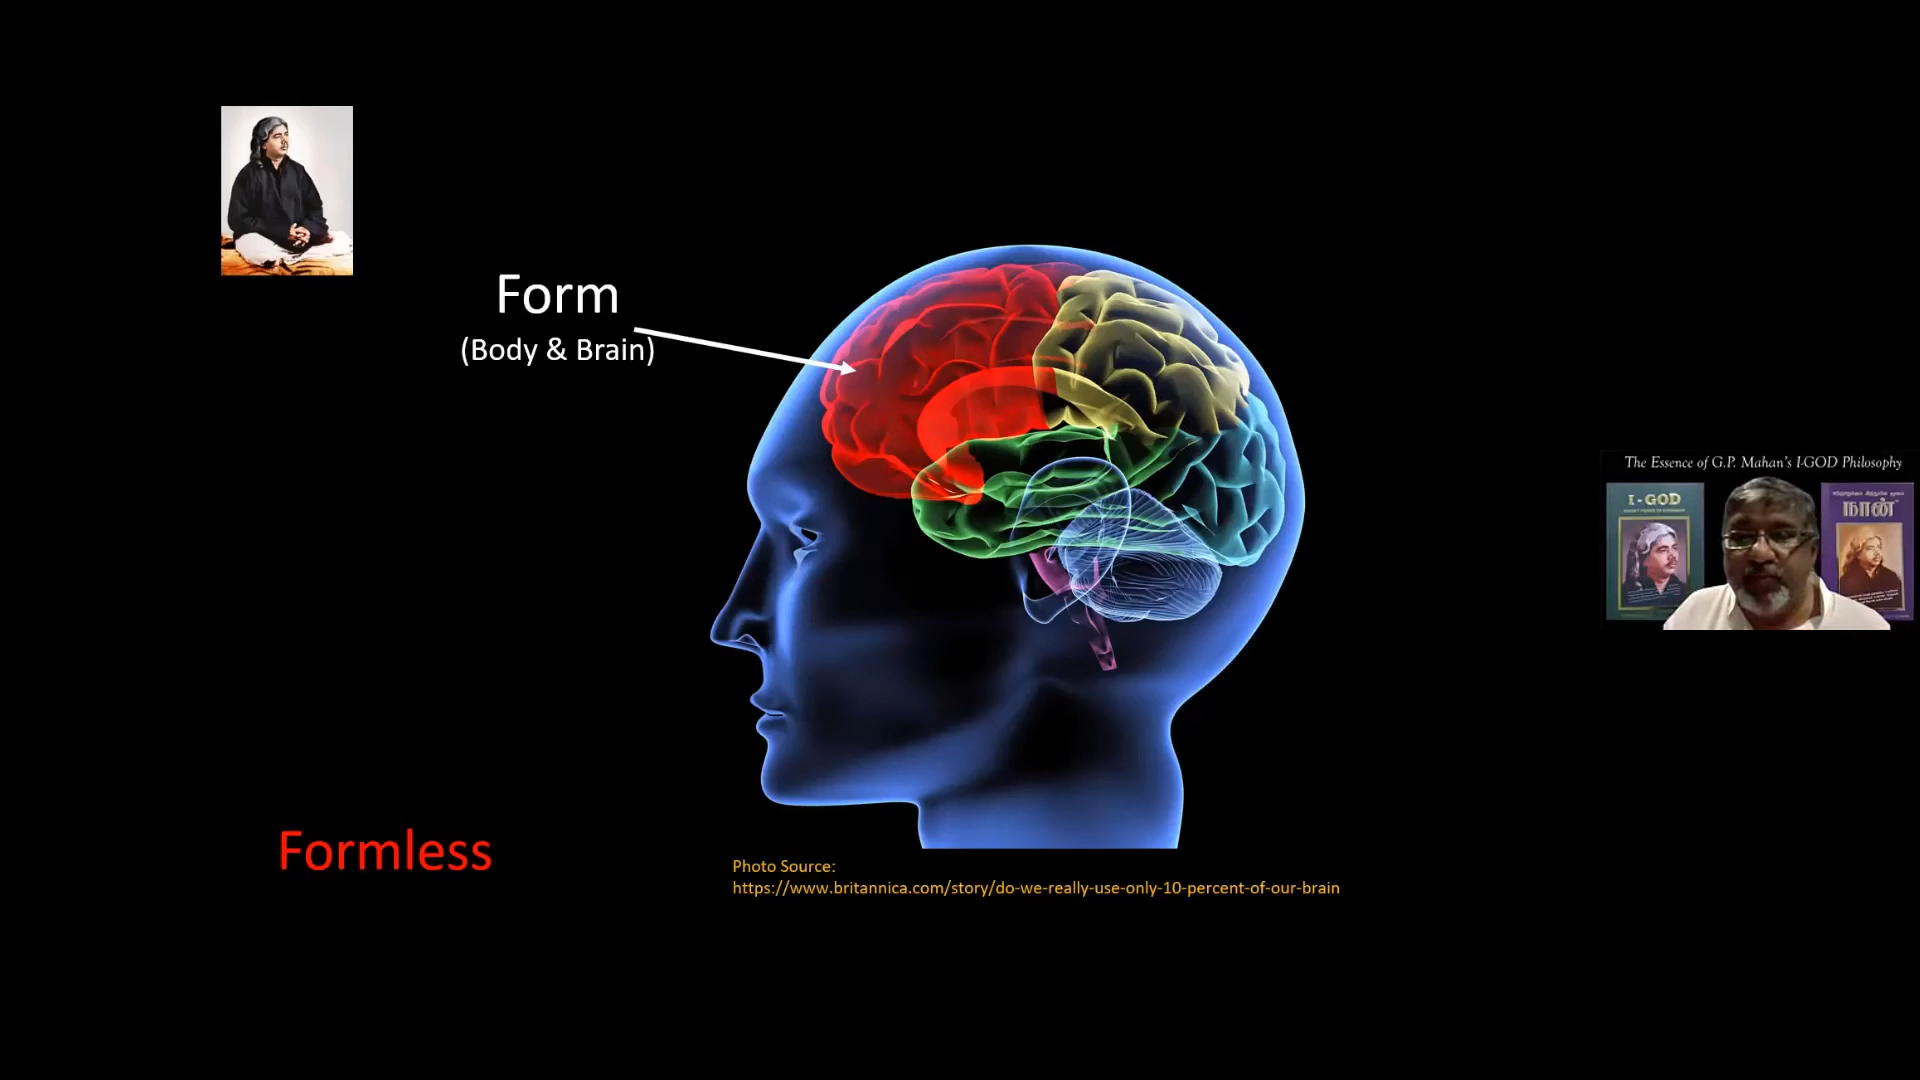 Form
(Body & Brain)
The Essence of G.P. Mahan's I-GOD Philosophy
I - GOD
நான்
Formless
Photo Source:
https://www.britannica.com/story/do-we-really-use-only-10-percent-of-our-brain